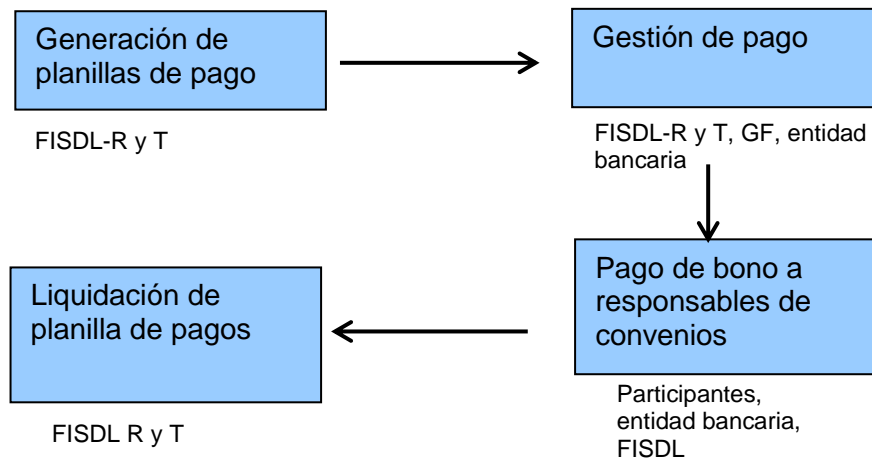 Generación de
planillas de pago
FISDL-R y T
Gestión de pago
FISDL-R y T, GF, entidad
bancaria
Pago de bono a
responsables de
convenios
Participantes,
entidad bancaria,
FISDL
Liquidación de
planilla de pagos
FISDL R y T